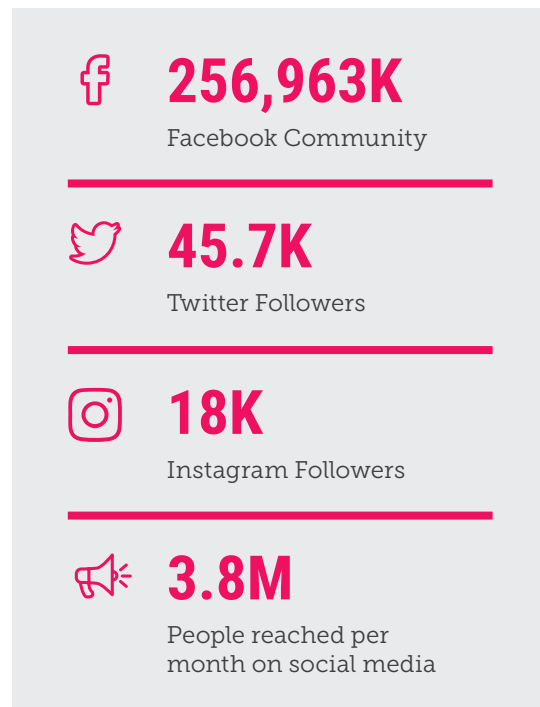 256,963K
Facebook Community
45.7K
Twitter Followers
18K
Instagram Followers
3.8M
People reached per
month on social media